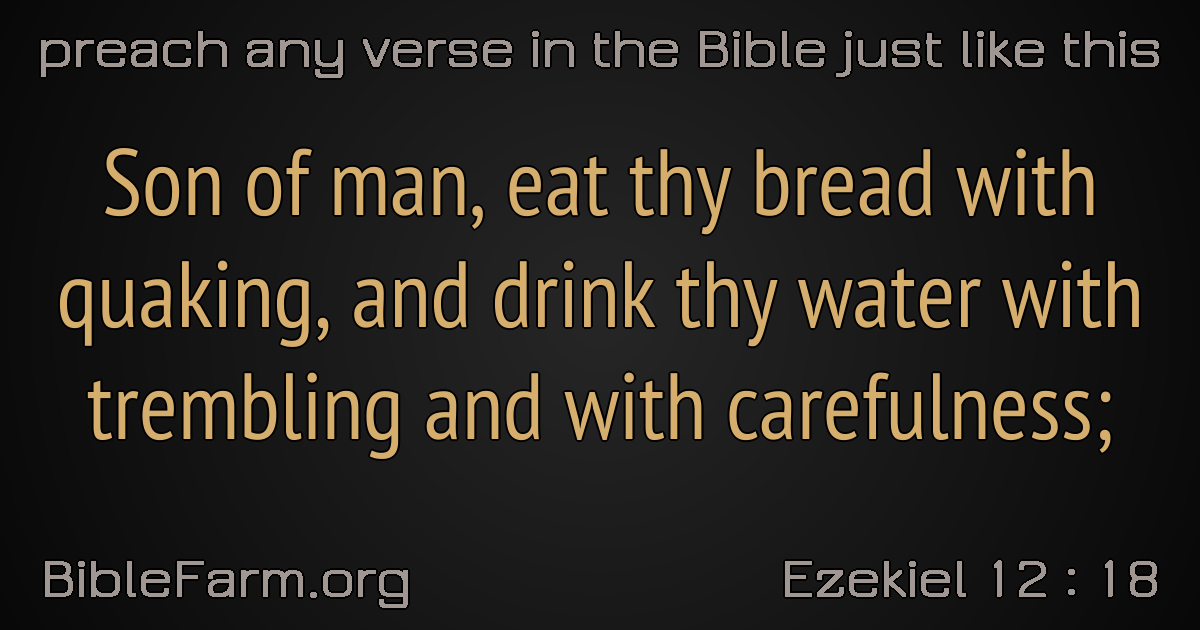 preach any verse in the Bible just like this
Son of man, eat thy bread with
quaking, and drink thy water with
trembling and with carefulness;
BibleFarm.org
Ezekiel 12 : 18